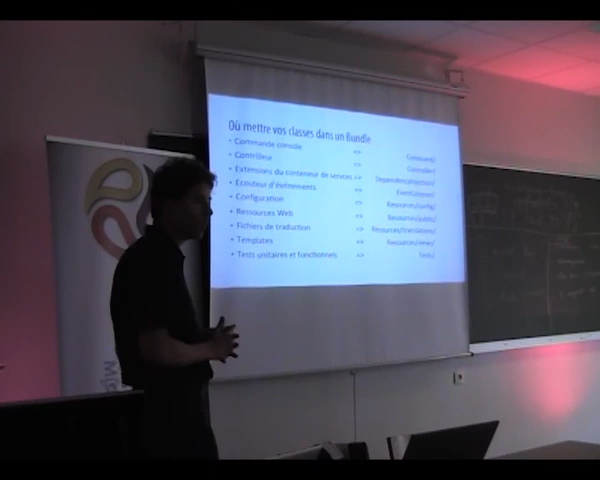 Où mettre vos classes dans un Bundle
• Commande console => Command/
• Contrôleur => Controller/
• Extensions du conteneur de services => DependencyInjection/
• Ecouteur d'évènements => EventListener/
• Configuration => Resources/config/
• Ressources Web => Resources/public/
• Fichiers de traduction => Resources/translations/
• Templates => Resources/views/
• Tests unitaires et fonctionnels => Tests/